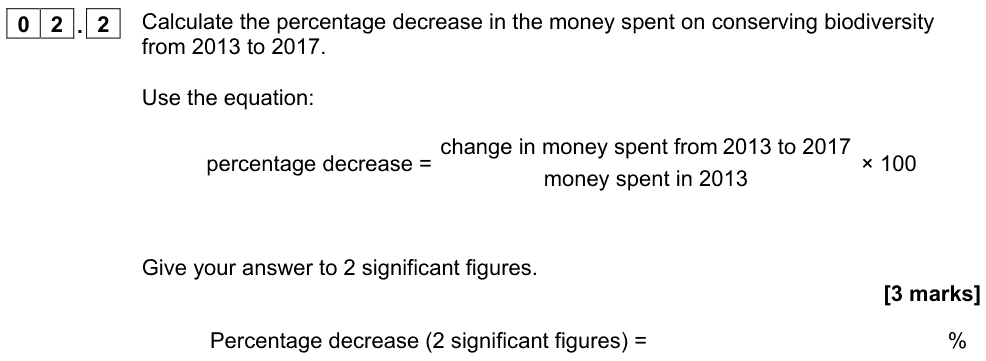 0 2 . 2 Calculate the percentage decrease in the money spent on conserving biodiversity
from 2013 to 2017.
Use the equation:
percentage decrease = change in money spent from 2013 to 2017 / money spent in 2013 × 100
Give your answer to 2 significant figures.
[3 marks]
Percentage decrease (2 significant figures) = %